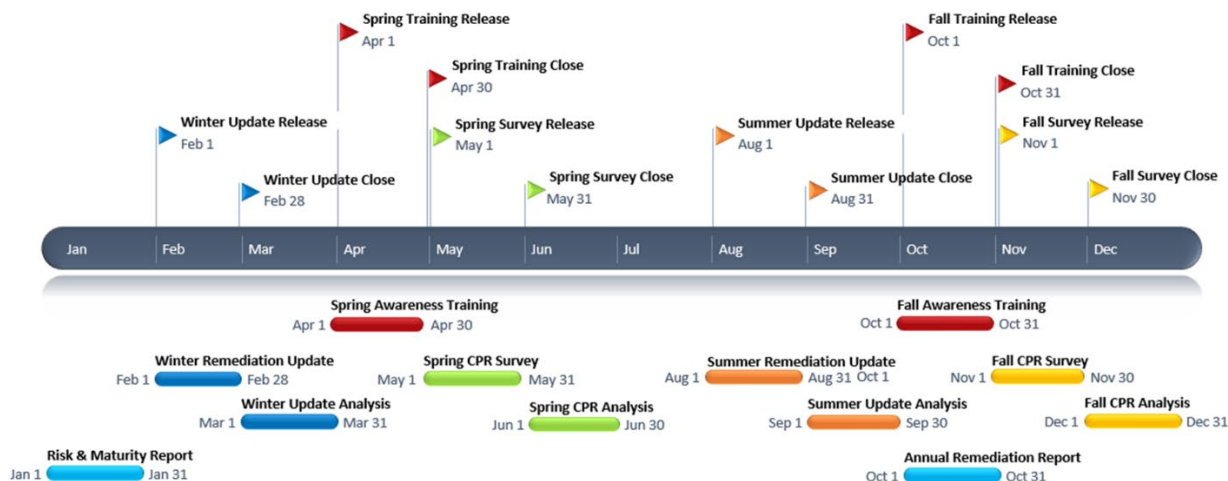 Spring Training Release
Apr 1
Fall Training Release
Oct 1
Spring Training Close
Apr 30
Fall Training Close
Oct 31
Winter Update Release
Feb 1
Spring Survey Release
May 1
Summer Update Release
Aug 1
Fall Survey Release
Nov 1
Winter Update Close
Feb 28
Spring Survey Close
May 31
Summer Update Close
Aug 31
Fall Survey Close
Nov 30
Jan Feb Mar Apr May Jun Jul Aug Sep Oct Nov Dec
Spring Awareness Training
Apr 1 Apr 30
Fall Awareness Training
Oct 1 Oct 31
Winter Remediation Update
Feb 1 Feb 28
Spring CPR Survey
May 1 May 31
Summer Remediation Update
Aug 1 Aug 31 Oct 1
Fall CPR Survey
Nov 1 Nov 30
Winter Update Analysis
Mar 1 Mar 31
Spring CPR Analysis
Jun 1 Jun 30
Summer Update Analysis
Sep 1 Sep 30
Fall CPR Analysis
Dec 1 Dec 31
Risk & Maturity Report
Jan 1 Jan 31
Annual Remediation Report
Oct 1 Oct 31